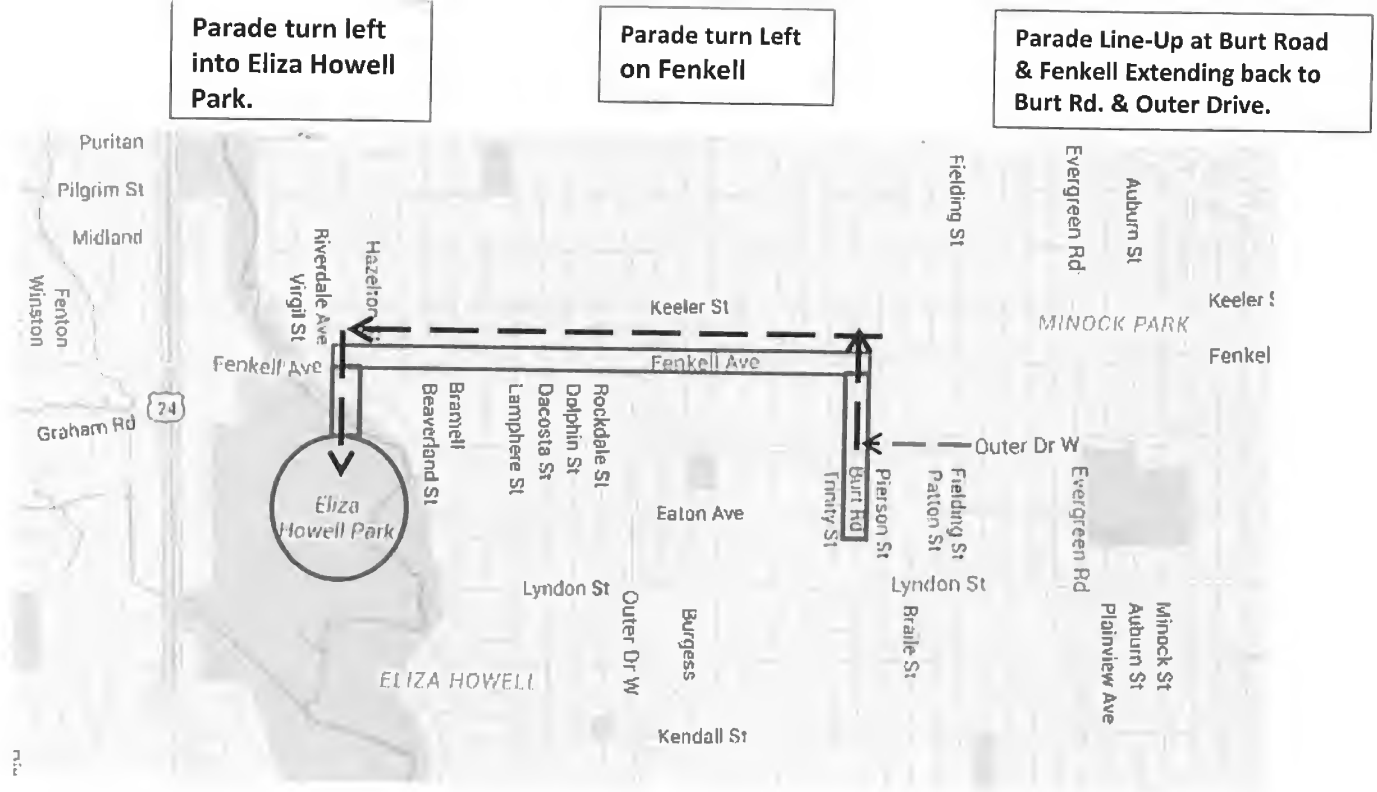 Parade turn left
into Eliza Howell
Park.
Parade turn Left
on Fenkell
Parade Line-Up at Burt Road
& Fenkell Extending back to
Burt Rd. & Outer Drive.
Puritan
Pilgrim St
Midland
Fenton
Winston
Graham Rd
24
Riverdale Ave
Virgil St
Hazelton
Keeler St
Fielding St
Evergreen Rd
Auburn St
Keeler
MINOCK PARK
Fenkel
Fenkell Ave
Fenkell Ave
Beaverland St
Bramell
Lamphere St
Dacosta St
Dolphin St
Rockdale St
Outer Dr W
Trinity St
Burt Rd
Pierson St
Patton St
Fielding St
Evergreen Rd
Eliza
Howell Park
Eaton Ave
Lyndon St
Lyndon St
Outer Dr W
Burgess
Braile St
Plainview Ave
Auburn St
Minock St
ELIZA HOWELL
Kendall St